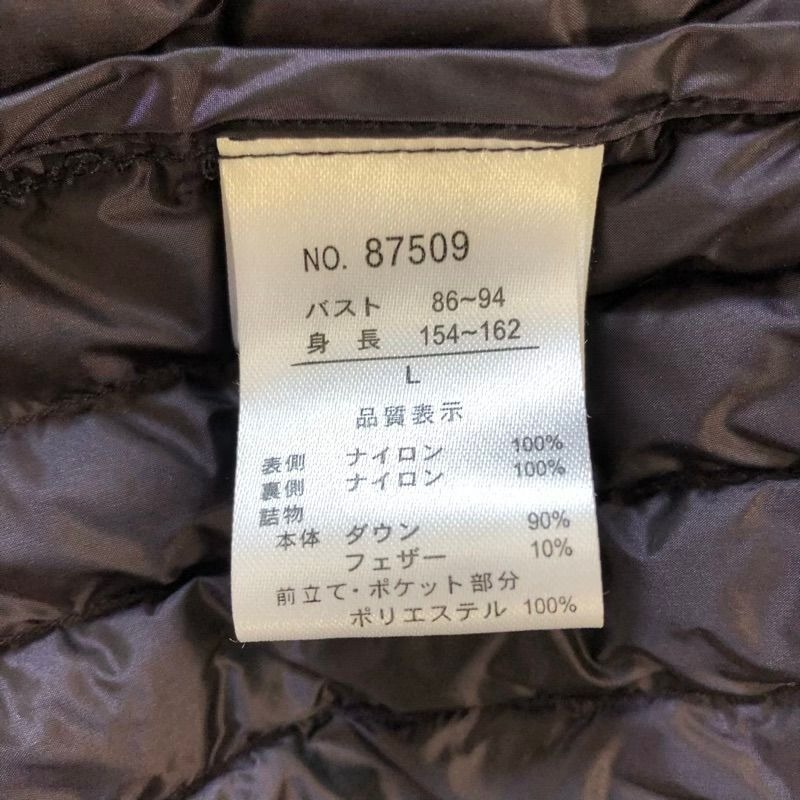 NO. 87509
バスト 86~94
身 長 154~162
L
品質表示
表側 ナイロン 100%
裏側 ナイロン 100%
詰物
本体 ダウン 90%
フェザー 10%
前立て・ポケット部分
ポリエステル 100%